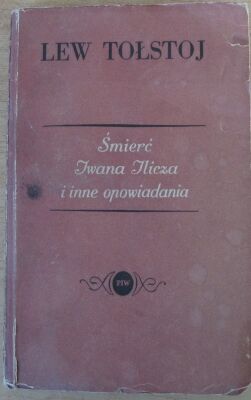 LEW TOŁSTOJ
Śmierć
Iwana Ilicza
i inne opowiadania
PIW